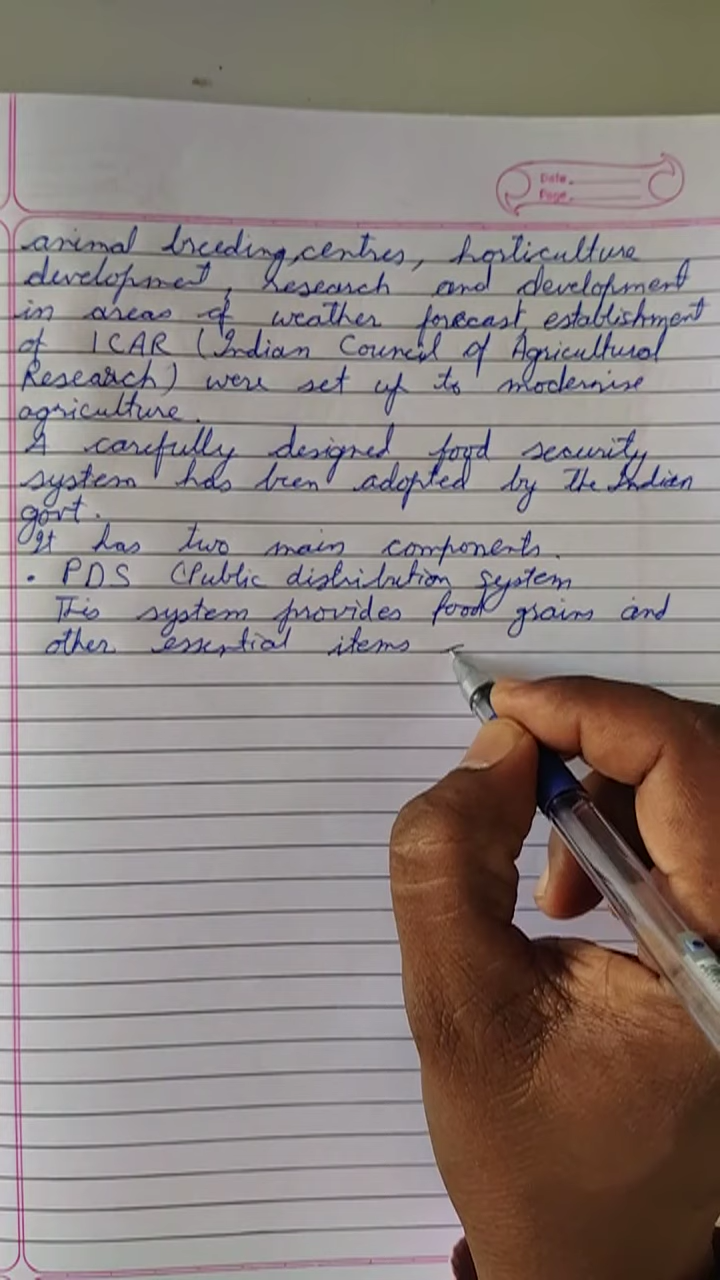 Date.
Page.
animal breeding, centres, horticulture
development, research and development
in areas of weather forecast, establishment
of ICAR (Indian Council of Agricultural
Research) were set up to modernise
agriculture.
A carefully designed food security
system has been adopted by the Indian
govt.
It has two main components.
• PDS (Public distribution system
This system provides food grains and
other essential items